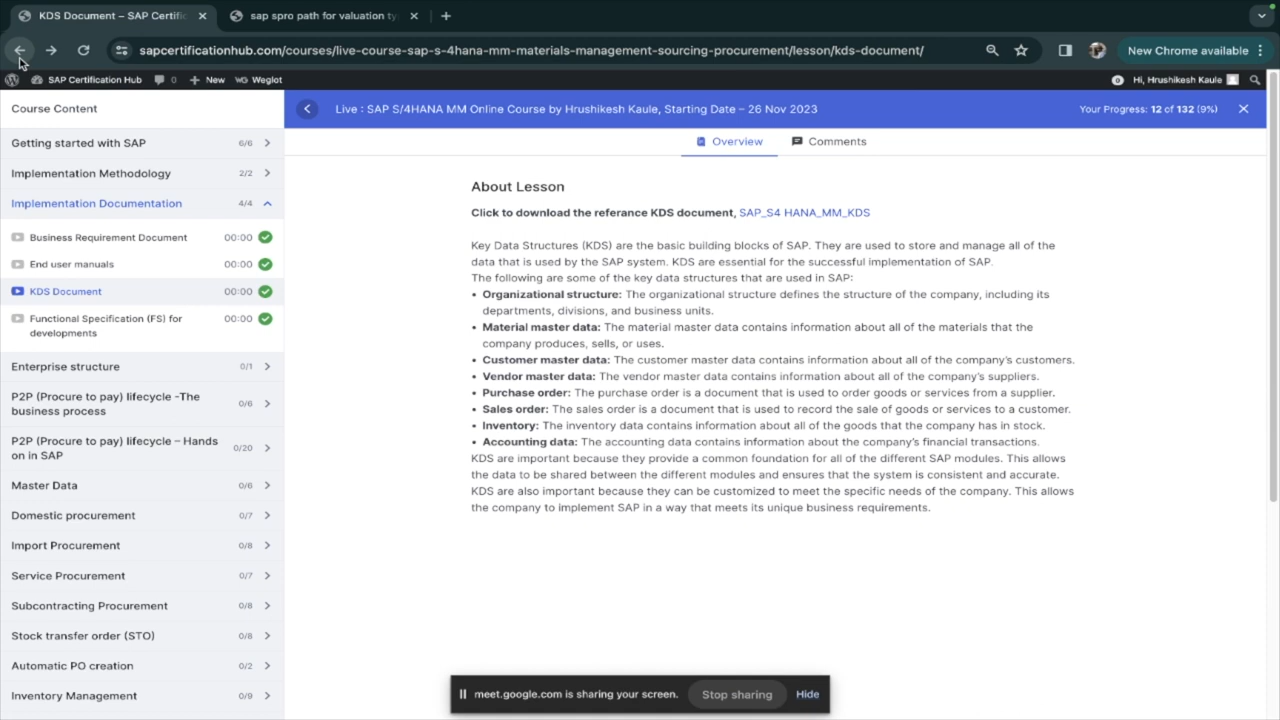 KDS Document – SAP Certific
sap spro path for valuation ty
sapcertificationhub.com/courses/live-course-sap-s-4hana-mm-materials-management-sourcing-procurement/lesson/kds-document/
New Chrome available
SAP Certification Hub
0
New
Weglot
Hi, Hrushikesh Kaule
Course Content
Live : SAP S/4HANA MM Online Course by Hrushikesh Kaule, Starting Date – 26 Nov 2023
Your Progress: 12 of 132 (9%)
Getting started with SAP 6/6
Implementation Methodology 2/2
Implementation Documentation 4/4
Business Requirement Document 00:00
End user manuals 00:00
KDS Document 00:00
Functional Specification (FS) for 00:00
developments
Enterprise structure 0/1
P2P (Procure to pay) lifecycle -The
business process 0/6
P2P (Procure to pay) lifecycle – Hands
on in SAP 0/20
Master Data 0/6
Domestic procurement 0/7
Import Procurement 0/8
Service Procurement 0/7
Subcontracting Procurement 0/8
Stock transfer order (STO) 0/8
Automatic PO creation 0/2
Inventory Management 0/9
Overview
Comments
About Lesson
Click to download the referance KDS document, SAP_S4 HANA_MM_KDS
Key Data Structures (KDS) are the basic building blocks of SAP. They are used to store and manage all of the
data that is used by the SAP system. KDS are essential for the successful implementation of SAP.
The following are some of the key data structures that are used in SAP:
• Organizational structure: The organizational structure defines the structure of the company, including its
departments, divisions, and business units.
• Material master data: The material master data contains information about all of the materials that the
company produces, sells, or uses.
• Customer master data: The customer master data contains information about all of the company's customers.
• Vendor master data: The vendor master data contains information about all of the company's suppliers.
• Purchase order: The purchase order is a document that is used to order goods or services from a supplier.
• Sales order: The sales order is a document that is used to record the sale of goods or services to a customer.
• Inventory: The inventory data contains information about all of the goods that the company has in stock.
• Accounting data: The accounting data contains information about the company's financial transactions.
KDS are important because they provide a common foundation for all of the different SAP modules. This allows
the data to be shared between the different modules and ensures that the system is consistent and accurate.
KDS are also important because they can be customized to meet the specific needs of the company. This allows
the company to implement SAP in a way that meets its unique business requirements.
meet.google.com is sharing your screen.
Stop sharing
Hide